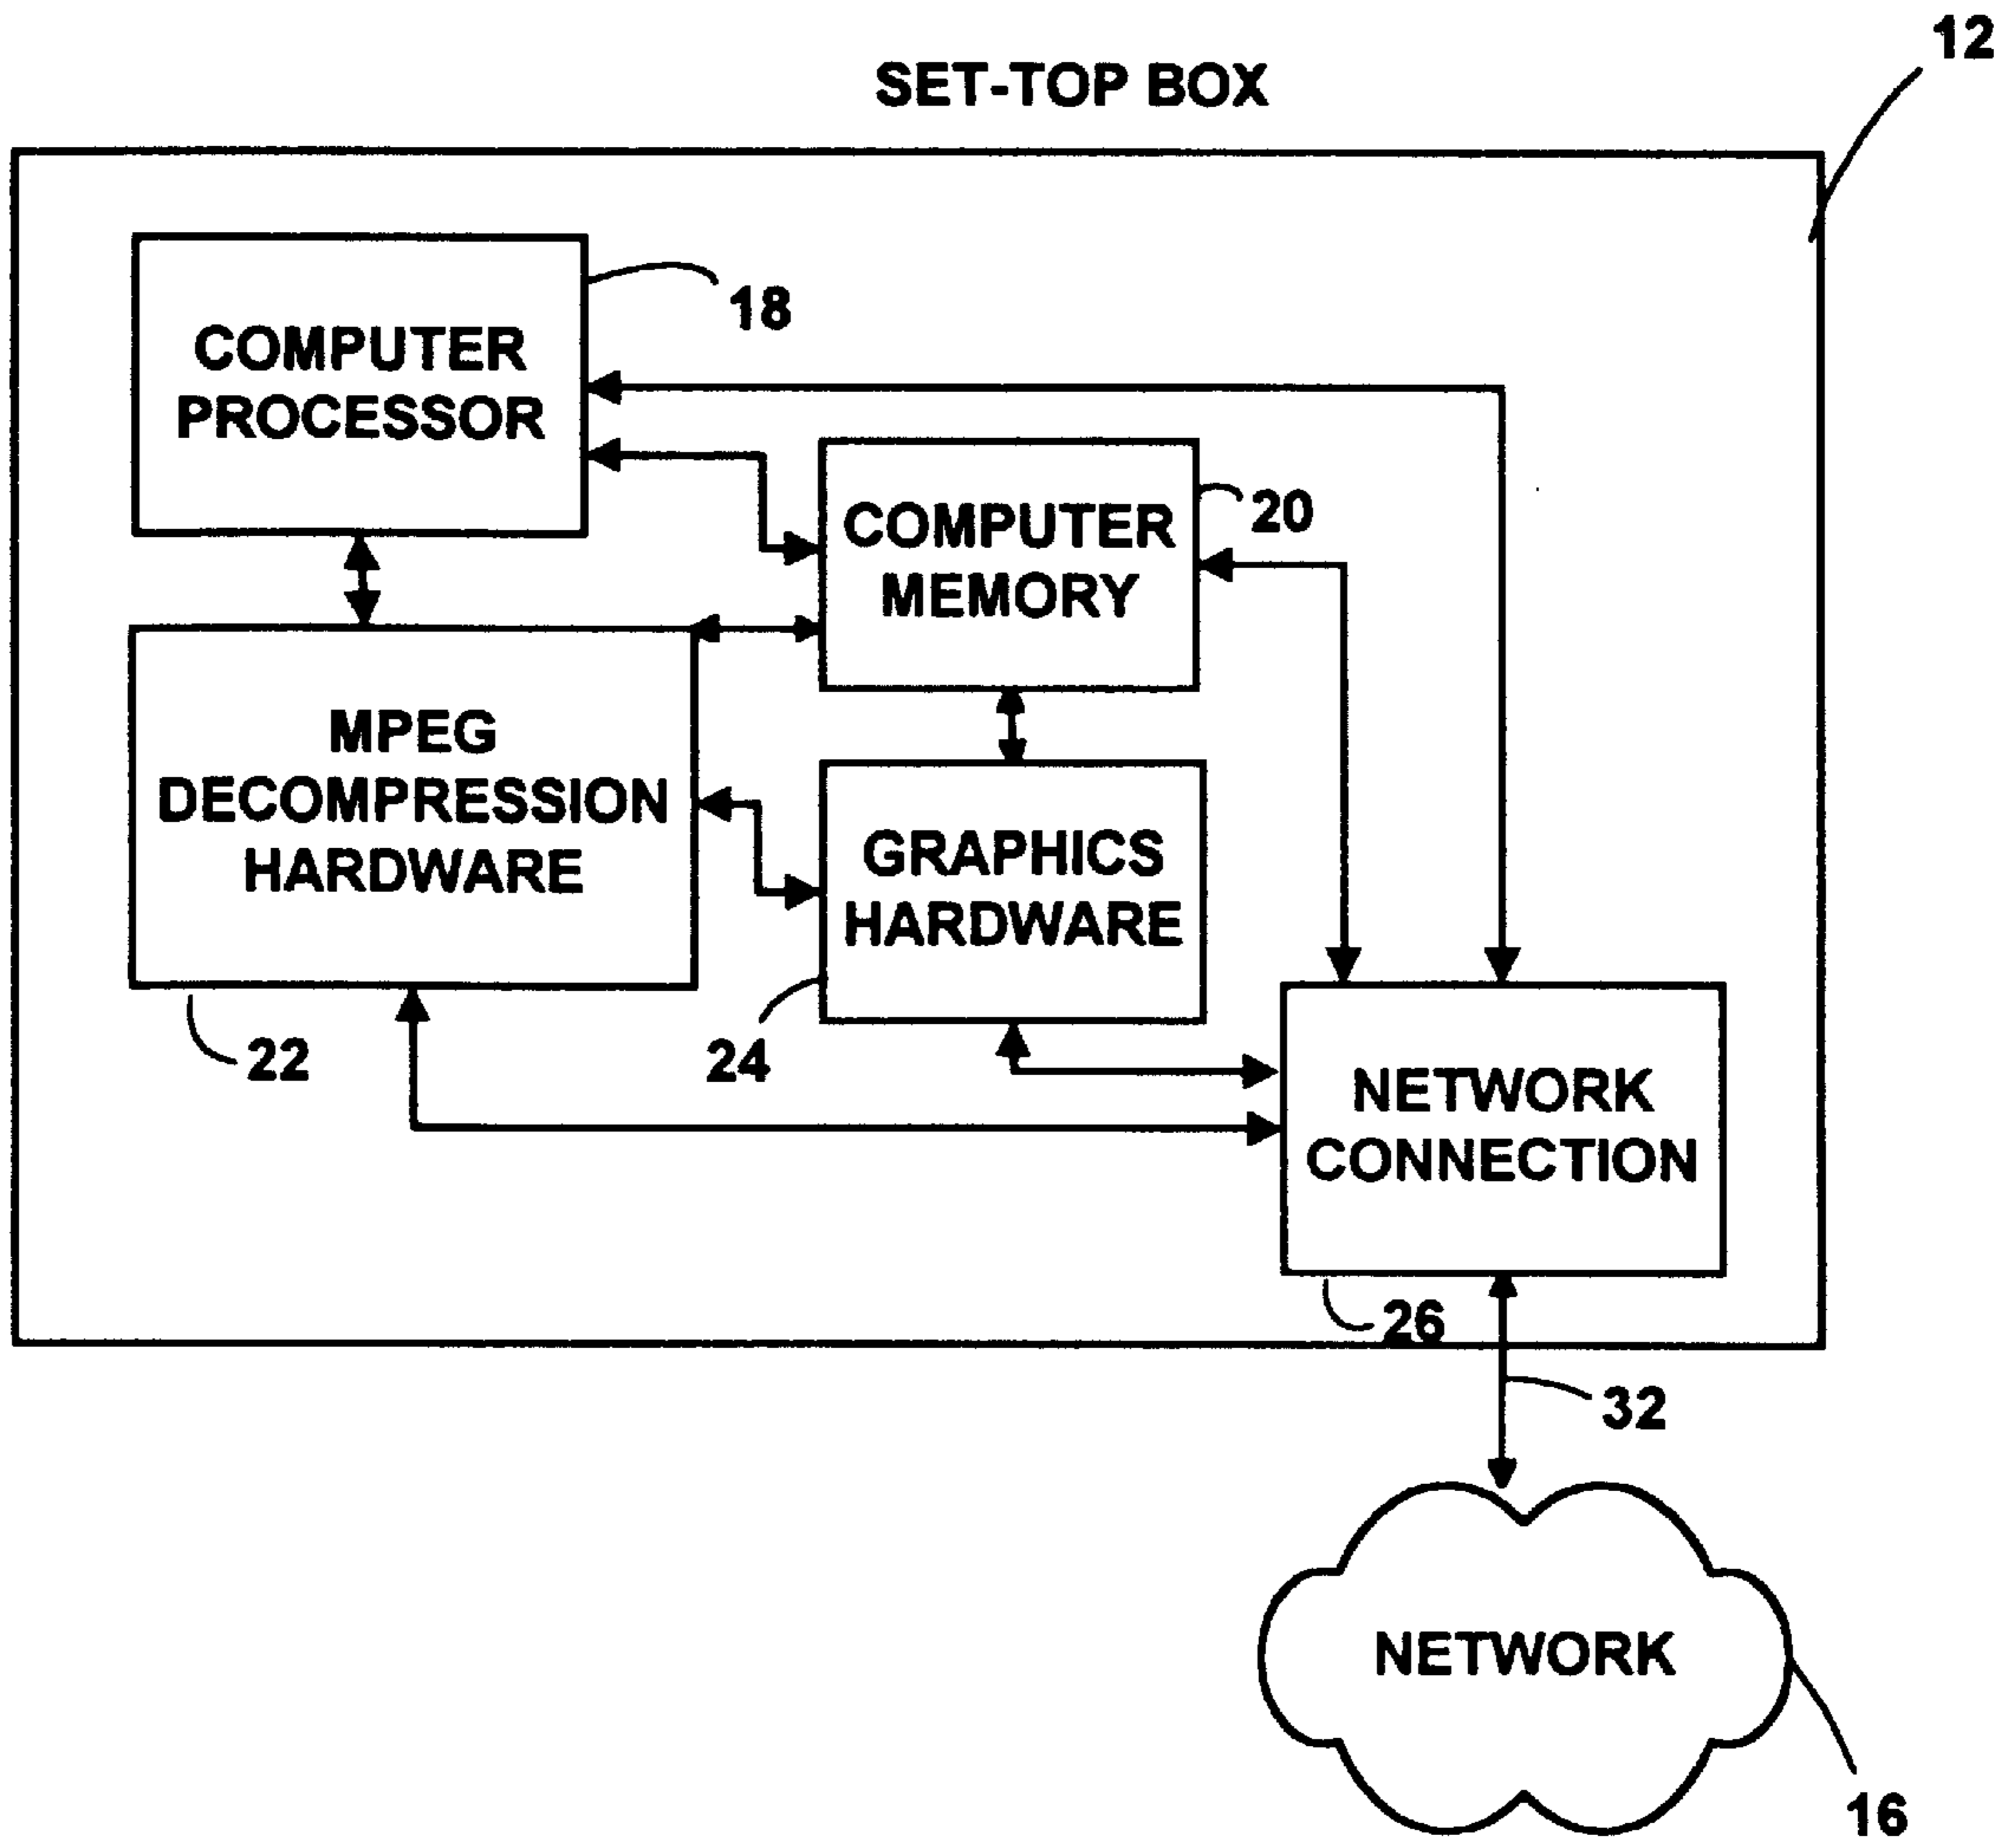 12
SET-TOP BOX
18
COMPUTER
PROCESSOR
20
COMPUTER
MEMORY
MPEG
DECOMPRESSION
HARDWARE
22
GRAPHICS
HARDWARE
24
NETWORK
CONNECTION
26
32
NETWORK
16